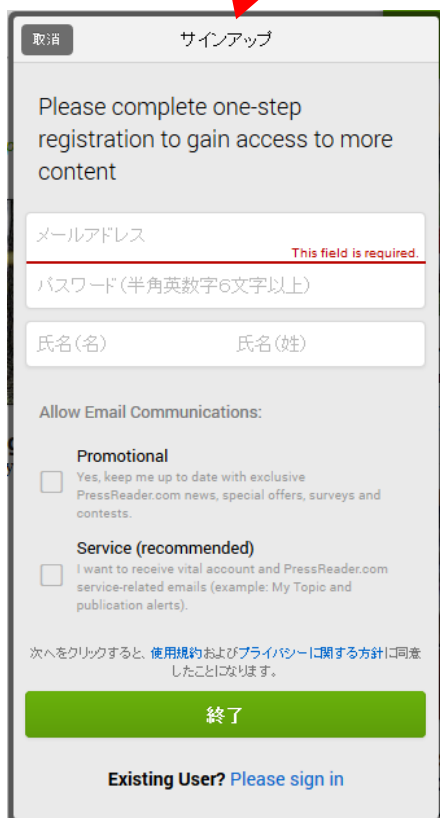 取消 サインアップ
Please complete one-step
registration to gain access to more
content
メールアドレス
This field is required.
パスワード(半角英数字6文字以上)
氏名(名) 氏名(姓)
Allow Email Communications:
Promotional
Yes, keep me up to date with exclusive
PressReader.com news, special offers, surveys and
contests.
Service (recommended)
I want to receive vital account and PressReader.com
service-related emails (example: My Topic and
publication alerts).
次へをクリックすると、使用規約およびプライバシーに関する方針に同意
したことになります。
終了
Existing User? Please sign in